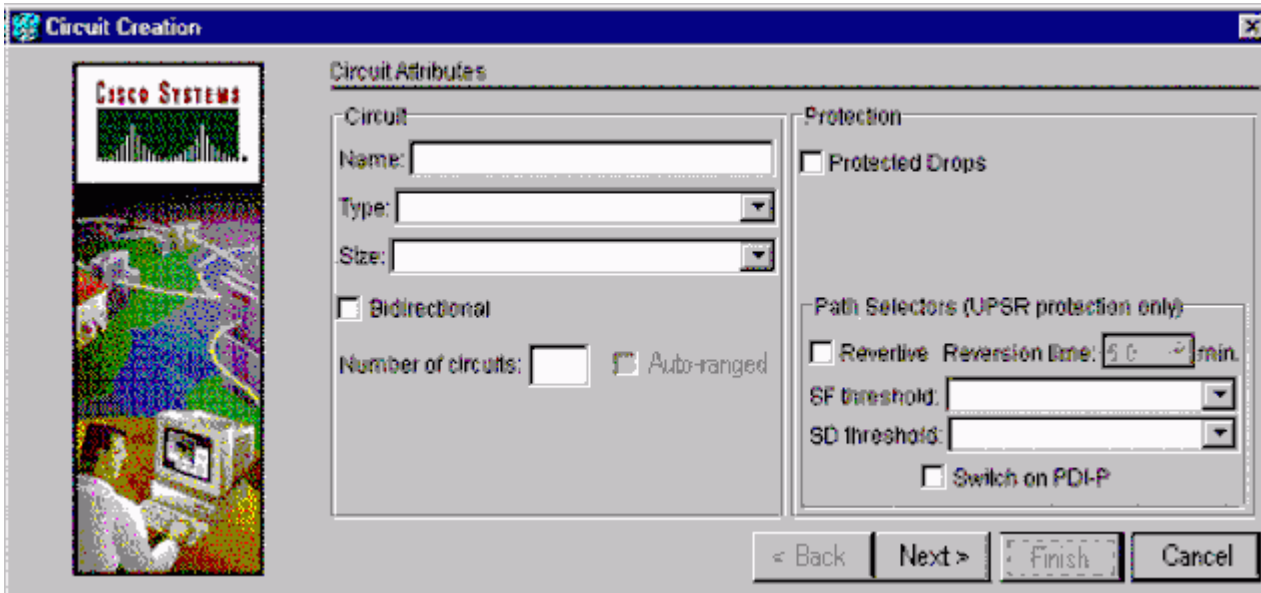 Circuit Creation
CISCO SYSTEMS
Circuit Attributes
Circuit
Name:
Type:
Size:
Bidirectional
Number of circuits:
Auto-ranged
Protection
Protected Drops
Path Selectors (UPSR protection only)
Revertive Reversion time: 5.0 min.
SF threshold:
SD threshold:
Switch on PDI-P
< Back
Next >
Finish
Cancel